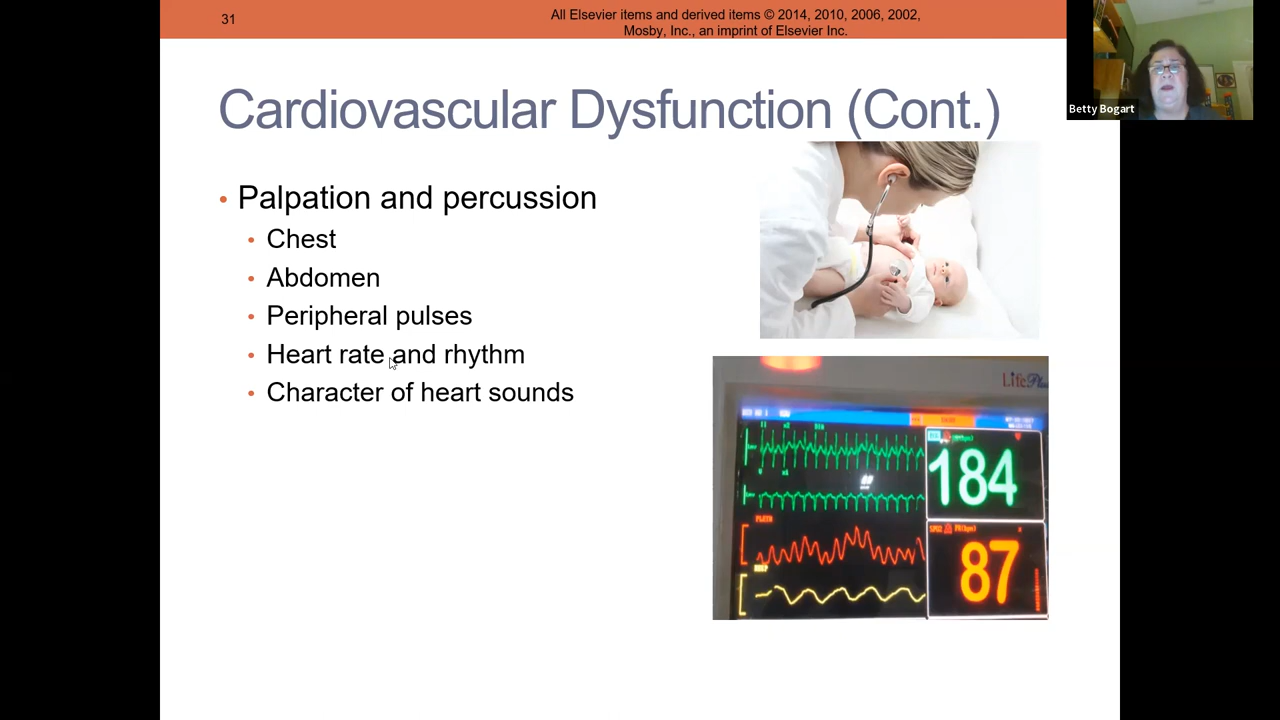 31
All Elsevier items and derived items © 2014, 2010, 2006, 2002,
Mosby, Inc., an imprint of Elsevier Inc.
Betty Bogart
Cardiovascular Dysfunction (Cont.)
• Palpation and percussion
• Chest
• Abdomen
• Peripheral pulses
• Heart rate and rhythm
• Character of heart sounds
184
PLETH
87